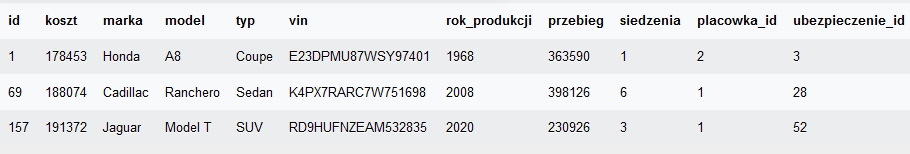 id koszt marka model typ vin rok_produkcji przebieg siedzenia placowka_id ubezpieczenie_id
1 178453 Honda A8 Coupe E23DPMU87WSY97401 1968 363590 1 2 3
69 188074 Cadillac Ranchero Sedan K4PX7RARC7W751698 2008 398126 6 1 28
157 191372 Jaguar Model T SUV RD9HUFNZEAM532835 2020 230926 3 1 52